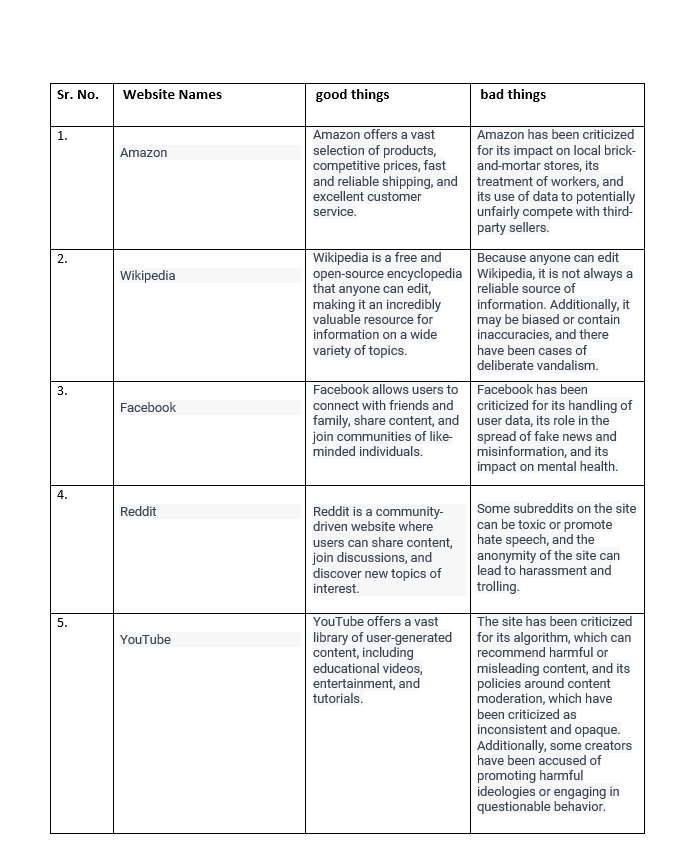 Sr. No. Website Names good things bad things
1.
Amazon
Amazon offers a vast
selection of products,
competitive prices, fast
and reliable shipping, and
excellent customer
service.
Amazon has been criticized
for its impact on local brick-
and-mortar stores, its
treatment of workers, and
its use of data to potentially
unfairly compete with third-
party sellers.
2.
Wikipedia
Wikipedia is a free and
open-source encyclopedia
that anyone can edit,
making it an incredibly
valuable resource for
information on a wide
variety of topics.
Because anyone can edit
Wikipedia, it is not always a
reliable source of
information. Additionally, it
may be biased or contain
inaccuracies, and there
have been cases of
deliberate vandalism.
3.
Facebook
Facebook allows users to
connect with friends and
family, share content, and
join communities of like-
minded individuals.
Facebook has been
criticized for its handling of
user data, its role in the
spread of fake news and
misinformation, and its
impact on mental health.
4.
Reddit
Reddit is a community-
driven website where
users can share content,
join discussions, and
discover new topics of
interest.
Some subreddits on the site
can be toxic or promote
hate speech, and the
anonymity of the site can
lead to harassment and
trolling.
5.
YouTube
YouTube offers a vast
library of user-generated
content, including
educational videos,
entertainment, and
tutorials.
The site has been criticized
for its algorithm, which can
recommend harmful or
misleading content, and its
policies around content
moderation, which have
been criticized as
inconsistent and opaque.
Additionally, some creators
have been accused of
promoting harmful
ideologies or engaging in
questionable behavior.